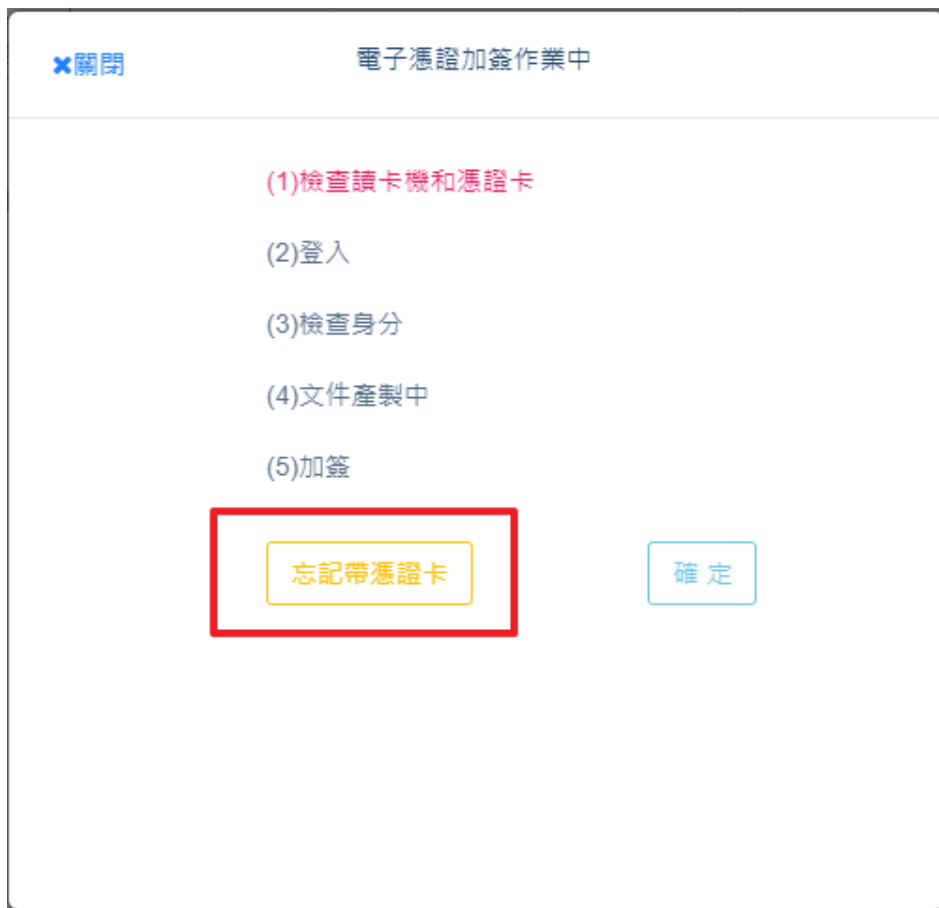 ✖關閉
電子憑證加簽作業中
(1)檢查讀卡機和憑證卡
(2)登入
(3)檢查身分
(4)文件產製中
(5)加簽
忘記帶憑證卡
確 定